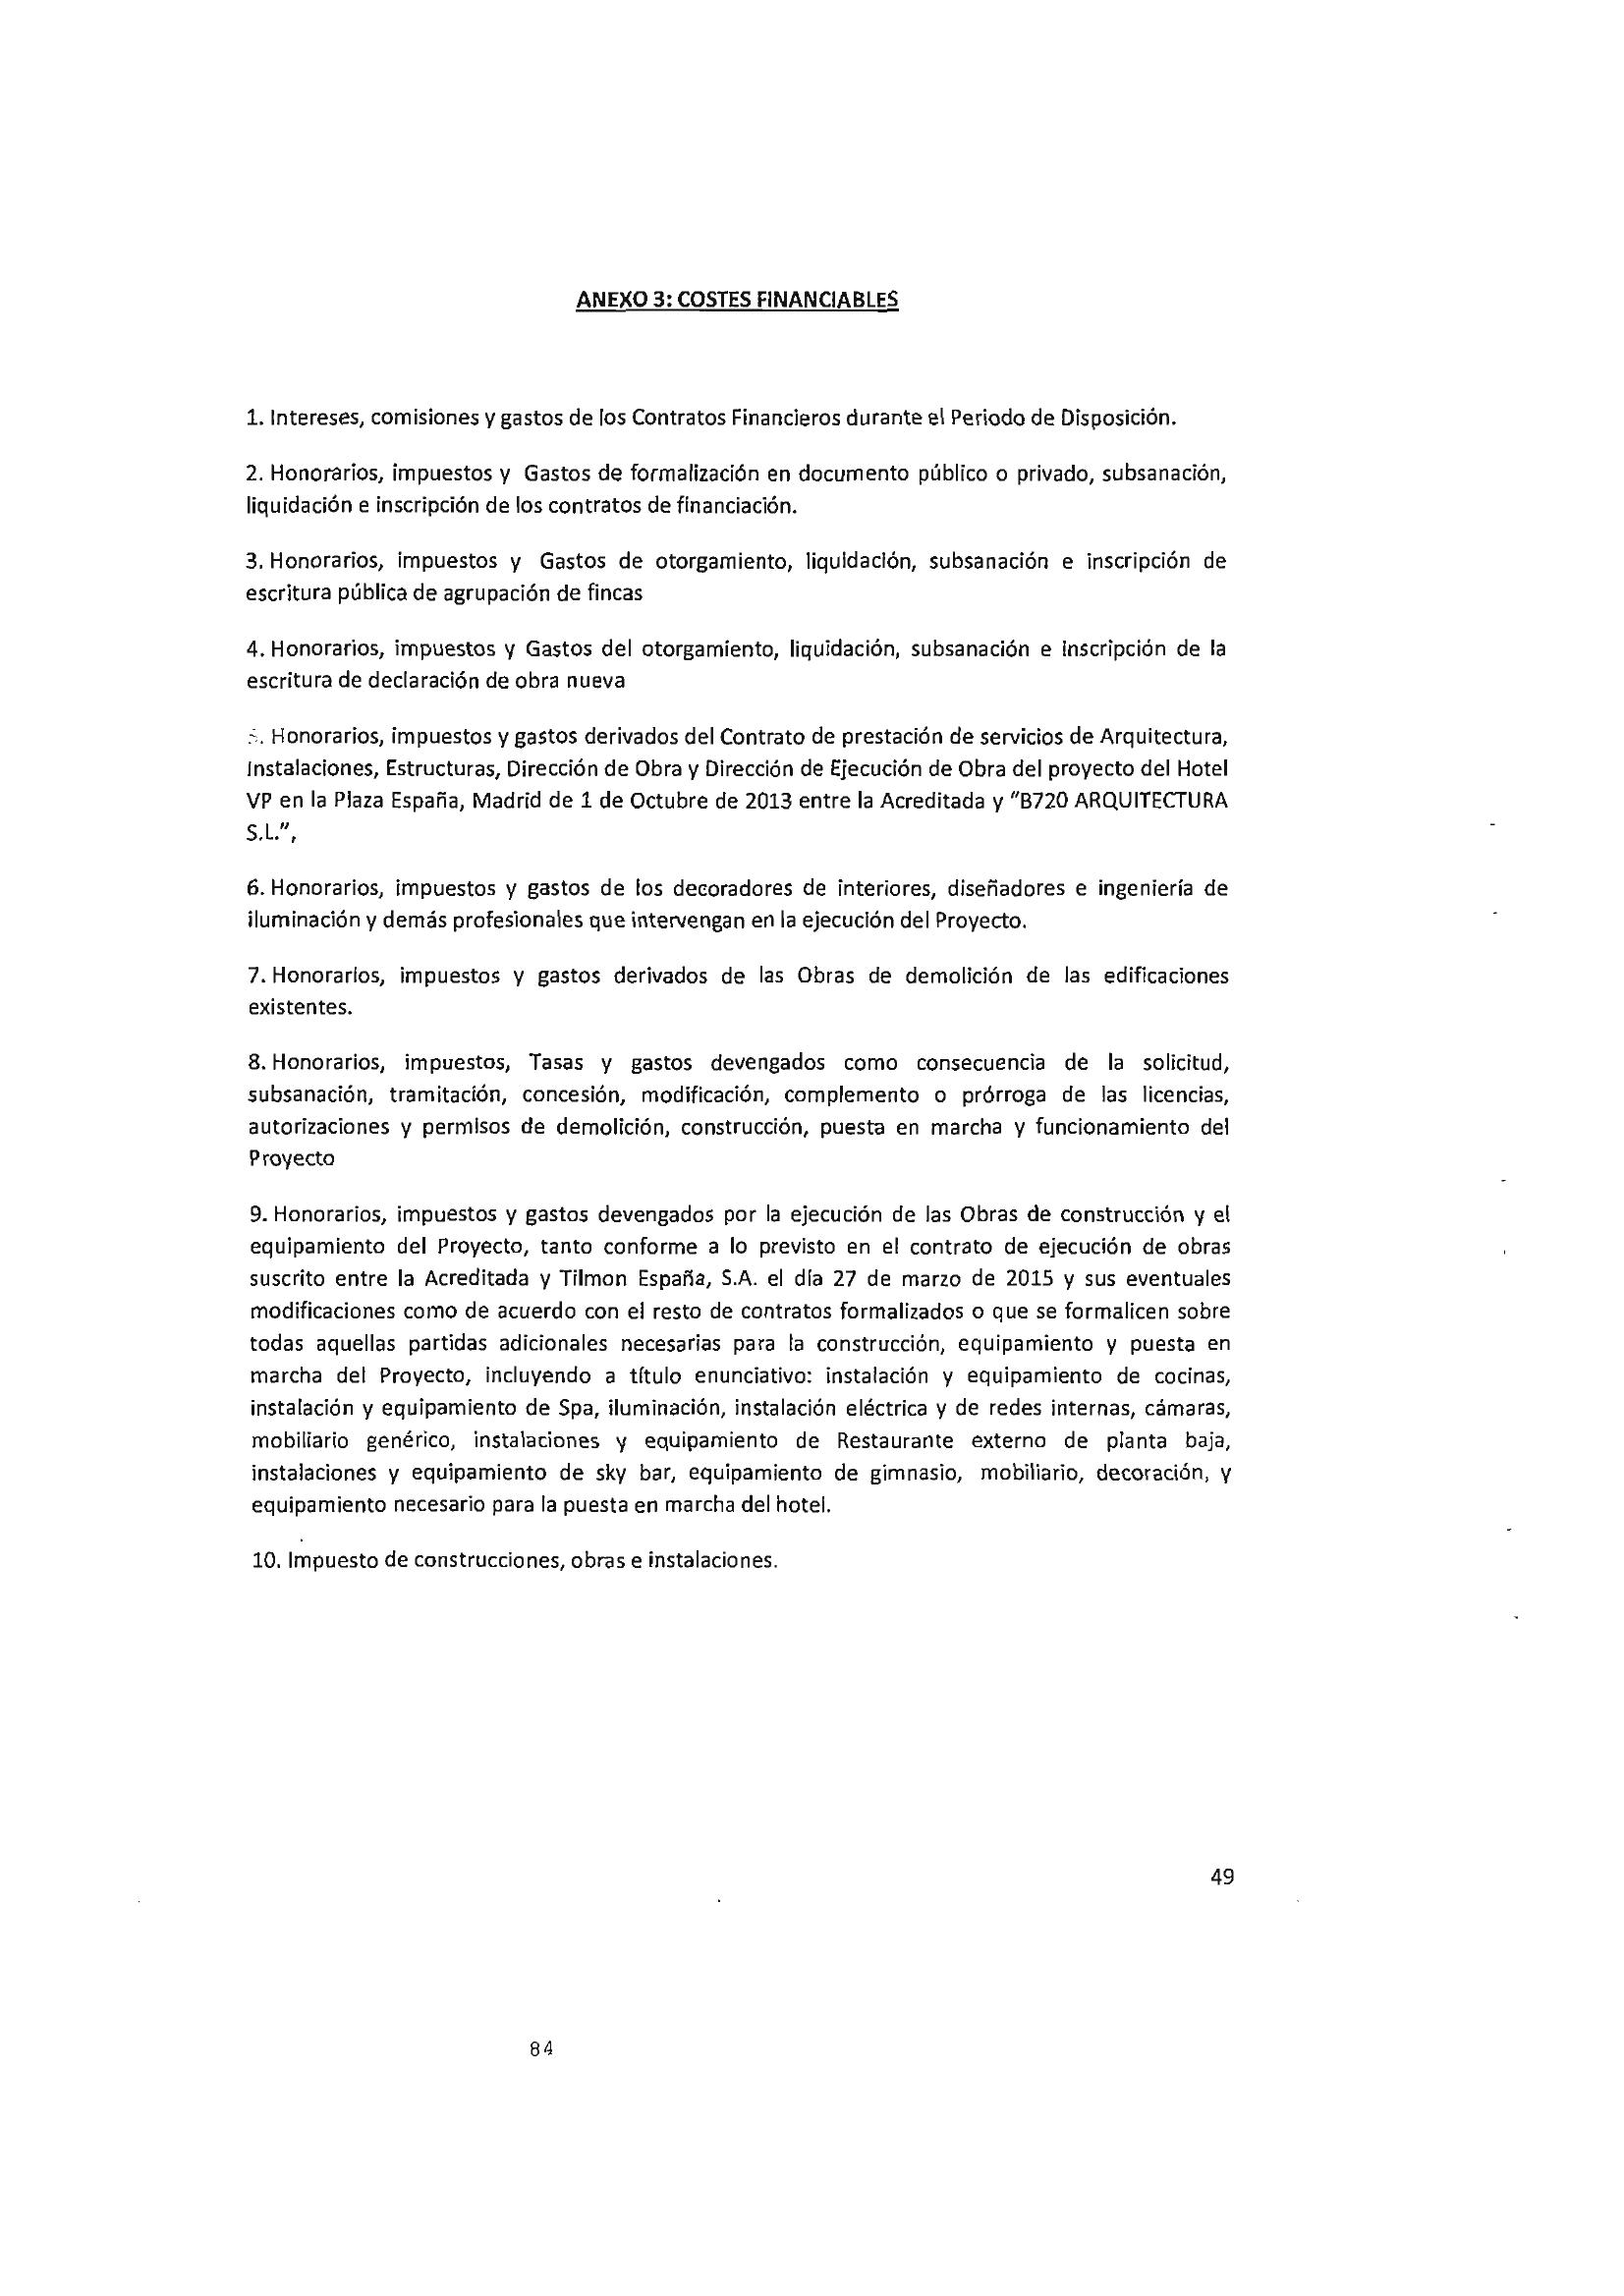 ANEXO 3: COSTES FINANCIABLES
1. Intereses, comisiones y gastos de los Contratos Financieros durante el Periodo de Disposición.
2. Honorarios, impuestos y Gastos de formalización en documento público o privado, subsanación,
liquidación e inscripción de los contratos de financiación.
3. Honorarios, impuestos y Gastos de otorgamiento, liquidación, subsanación e inscripción de
escritura pública de agrupación de fincas
4. Honorarios, impuestos y Gastos del otorgamiento, liquidación, subsanación e inscripción de la
escritura de declaración de obra nueva
. Honorarios, impuestos y gastos derivados del Contrato de prestación de servicios de Arquitectura,
Instalaciones, Estructuras, Dirección de Obra y Dirección de Ejecución de Obra del proyecto del Hotel
VP en la Plaza España, Madrid de 1 de Octubre de 2013 entre la Acreditada y "B720 ARQUITECTURA
S.L.",
6. Honorarios, impuestos y gastos de los decoradores de interiores, diseñadores e ingeniería de
iluminación y demás profesionales que intervengan en la ejecución del Proyecto.
7. Honorarios, impuestos y gastos derivados de las Obras de demolición de las edificaciones
existentes.
8. Honorarios, impuestos, Tasas y gastos devengados como consecuencia de la solicitud,
subsanación, tramitación, concesión, modificación, complemento o prórroga de las licencias,
autorizaciones y permisos de demolición, construcción, puesta en marcha y funcionamiento del
Proyecto
9. Honorarios, impuestos y gastos devengados por la ejecución de las Obras de construcción y el
equipamiento del Proyecto, tanto conforme a lo previsto en el contrato de ejecución de obras
suscrito entre la Acreditada y Tilmon España, S.A. el día 27 de marzo de 2015 y sus eventuales
modificaciones como de acuerdo con el resto de contratos formalizados o que se formalicen sobre
todas aquellas partidas adicionales necesarias para la construcción, equipamiento y puesta en
marcha del Proyecto, incluyendo a título enunciativo: instalación y equipamiento de cocinas,
instalación y equipamiento de Spa, iluminación, instalación eléctrica y de redes internas, cámaras,
mobiliario genérico, instalaciones y equipamiento de Restaurante externo de planta baja,
instalaciones y equipamiento de sky bar, equipamiento de gimnasio, mobiliario, decoración, y
equipamiento necesario para la puesta en marcha del hotel.
10. Impuesto de construcciones, obras e instalaciones.
49
84